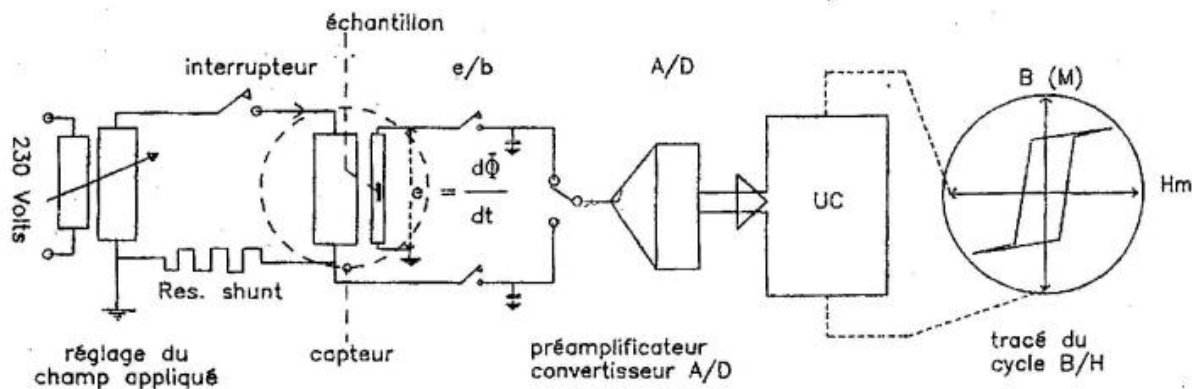 échantillon
interrupteur
e/b
A/D
B (M)
230 Volts
e = dΦ
dt
UC
Hm
Res. shunt
réglage du
champ appliqué
capteur
préamplificateur
convertisseur A/D
tracé du
cycle B/H